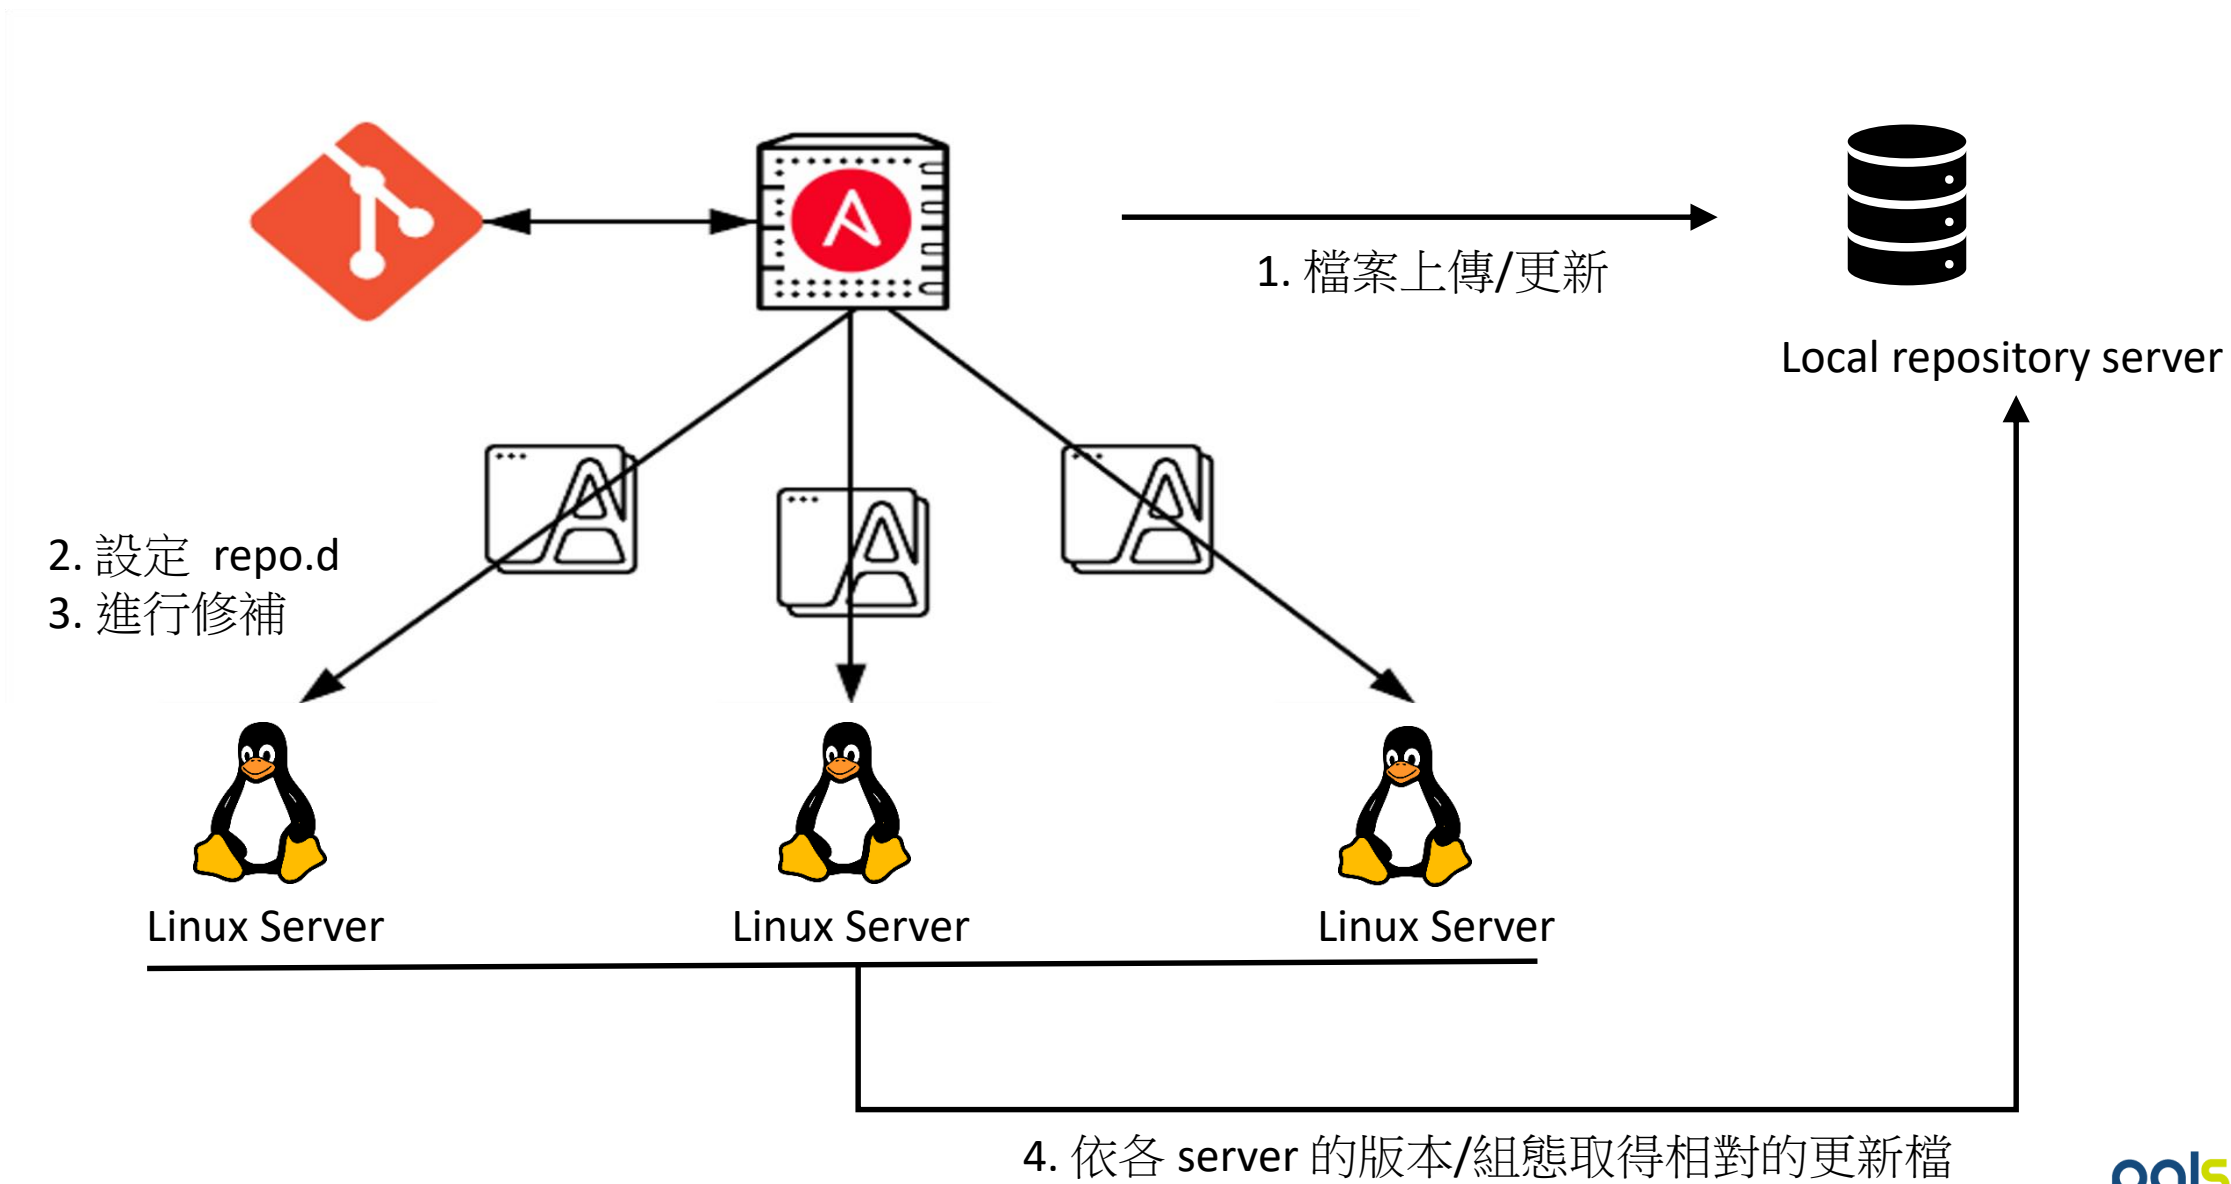 1. 檔案上傳/更新
Local repository server
2. 設定 repo.d
3. 進行修補
Linux Server
Linux Server
Linux Server
4. 依各 server 的版本/組態取得相對的更新檔